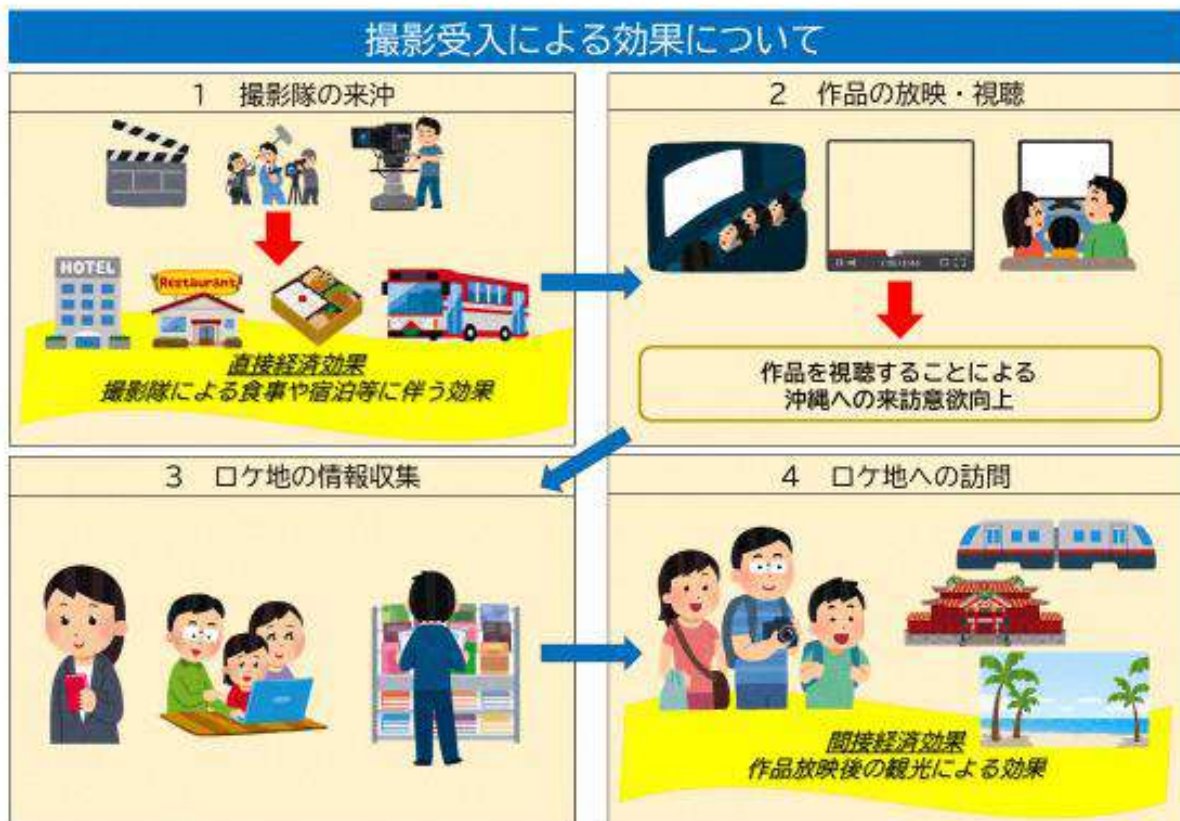 撮影受入による効果について
1 撮影隊の来沖
HOTEL
Restaurant
直接経済効果
撮影隊による食事や宿泊等に伴う効果
2 作品の放映・視聴
作品を視聴することによる
沖縄への来訪意欲向上
3 ロケ地の情報収集
4 ロケ地への訪問
間接経済効果
作品放映後の観光による効果